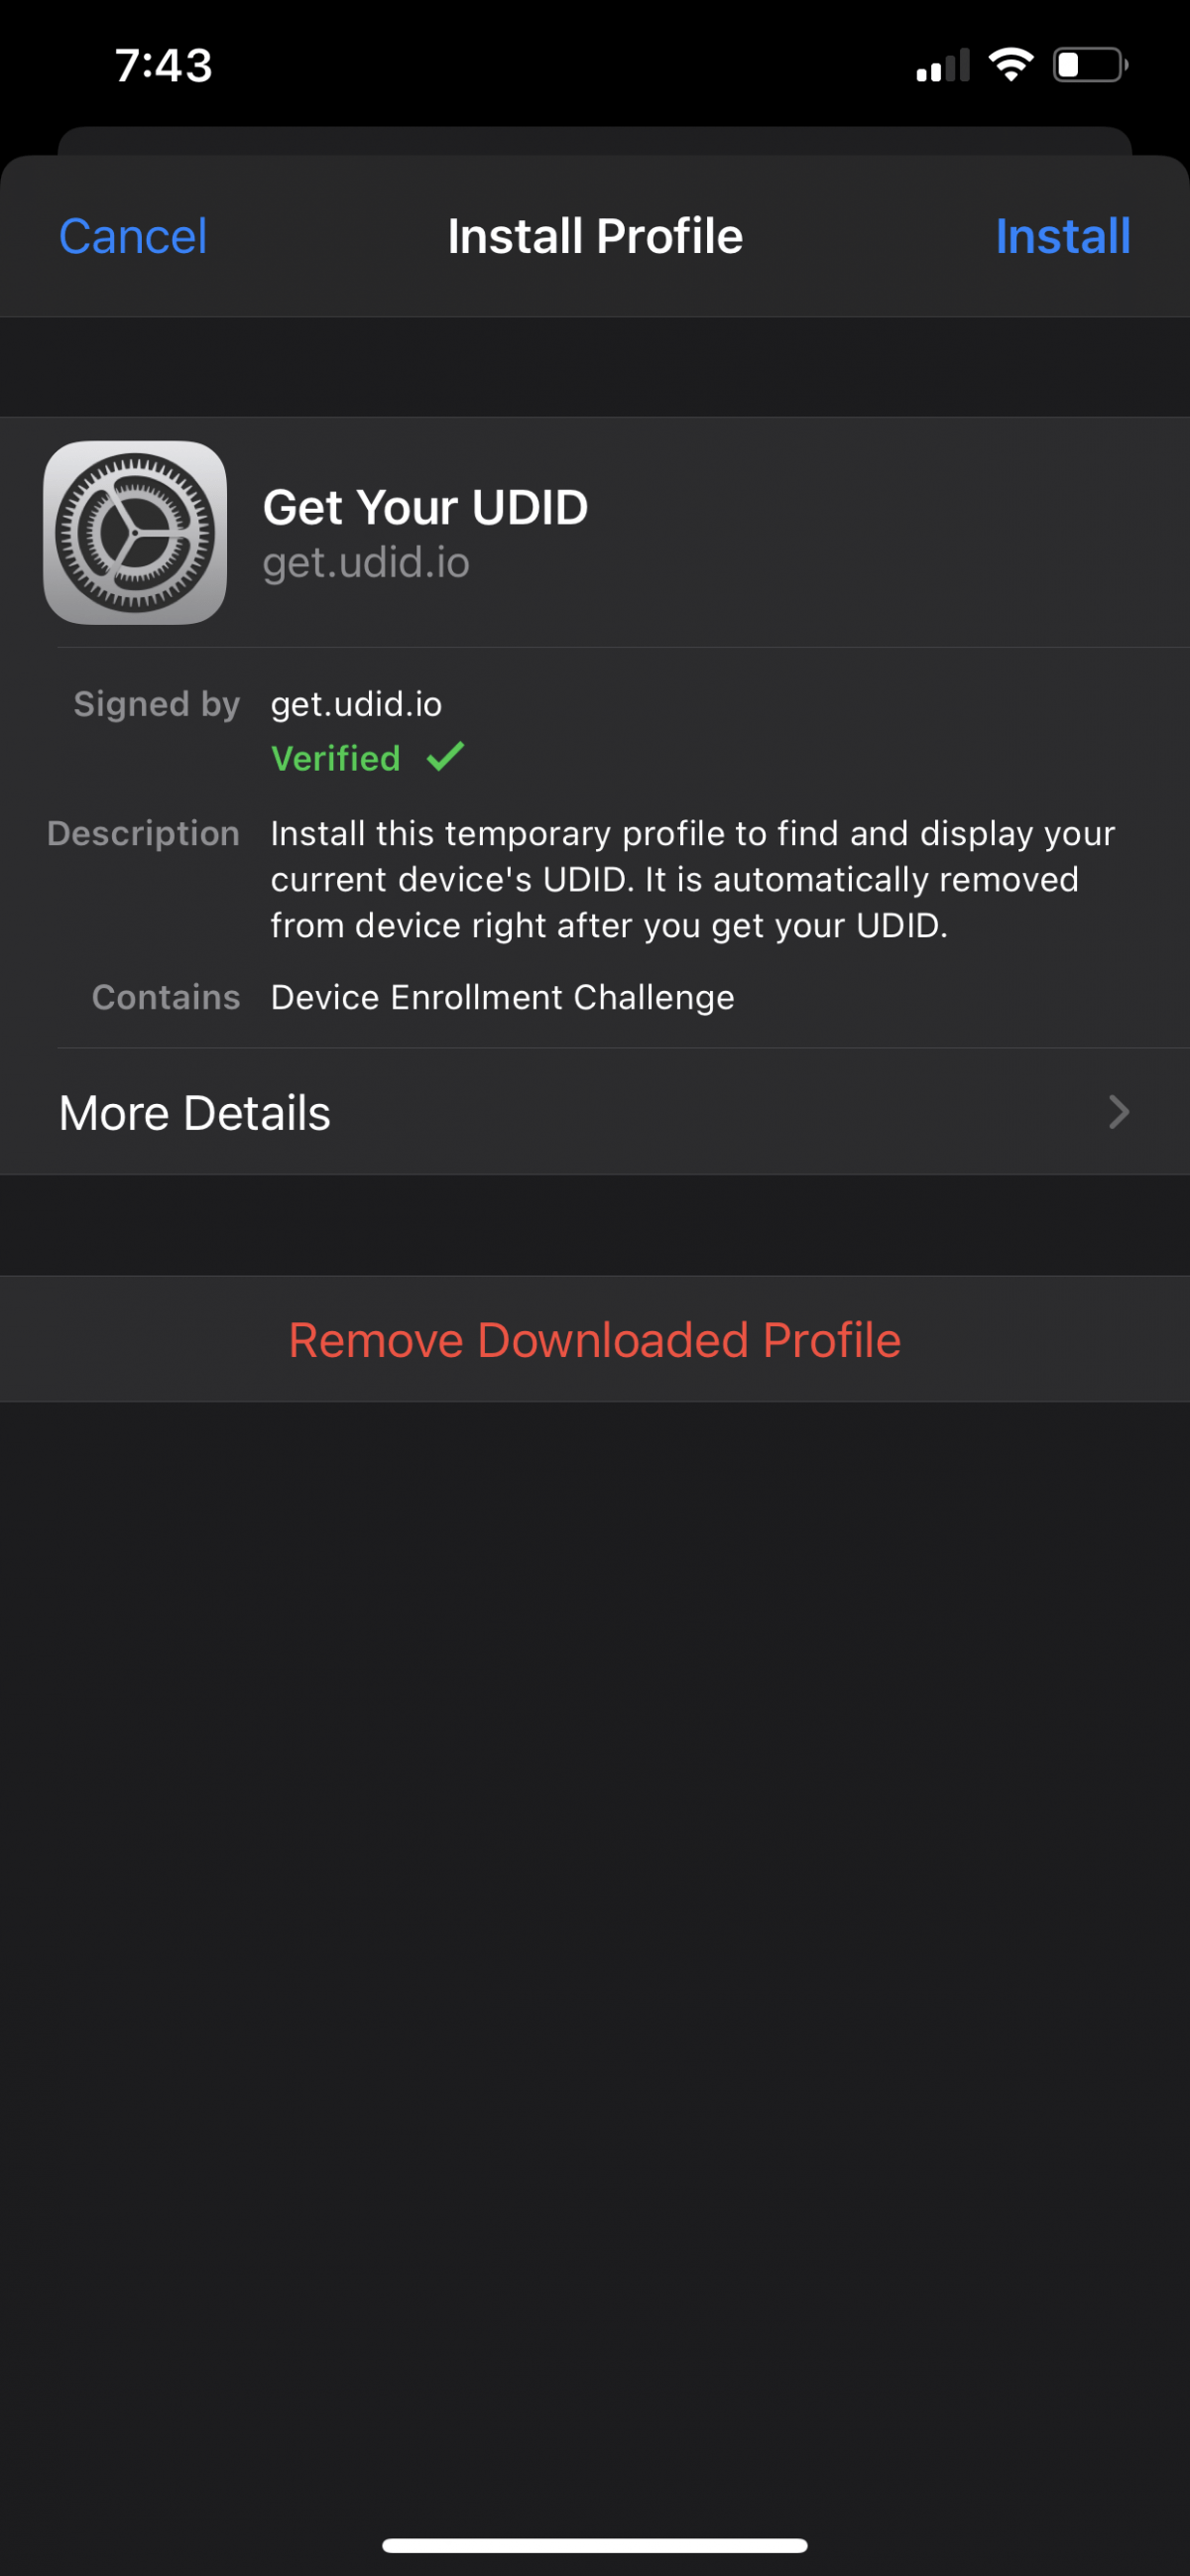 7:43
Cancel Install Profile Install
Get Your UDID
get.udid.io
Signed by get.udid.io
Verified
Description Install this temporary profile to find and display your
current device's UDID. It is automatically removed
from device right after you get your UDID.
Contains Device Enrollment Challenge
More Details
Remove Downloaded Profile